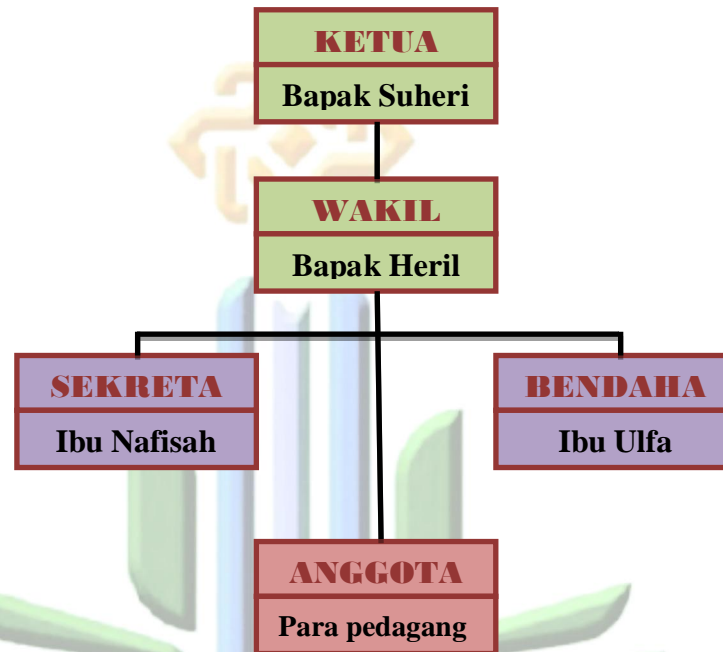 KETUA
Bapak Suheri
WAKIL
Bapak Heril
SEKRETA
Ibu Nafisah
BENDAHA
Ibu Ulfa
ANGGOTA
Para pedagang